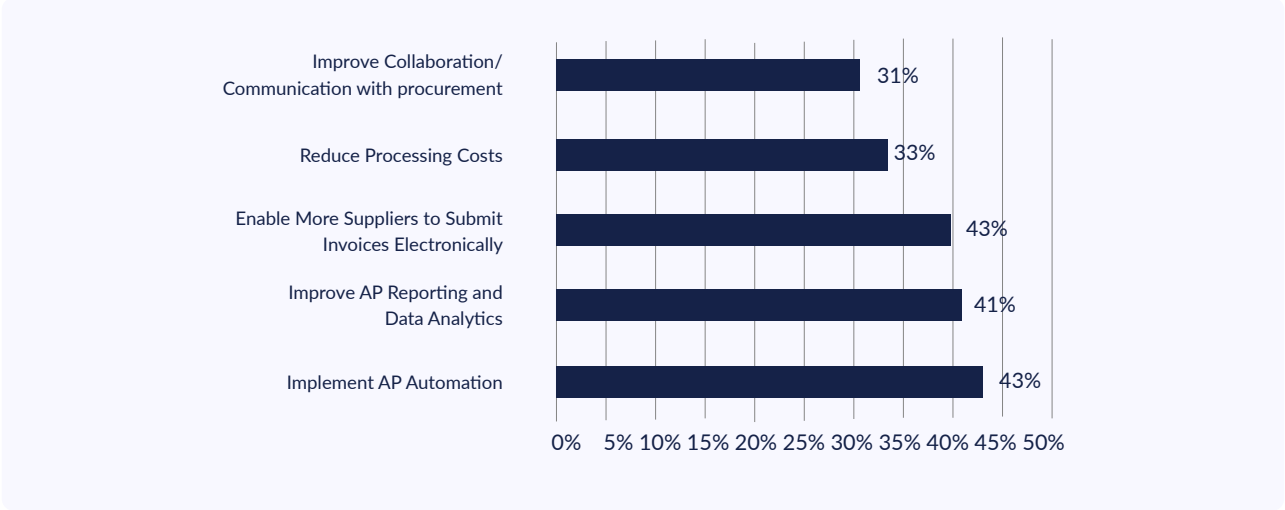 Improve Collaboration/
Communication with procurement
31%
Reduce Processing Costs
33%
Enable More Suppliers to Submit
Invoices Electronically
43%
Improve AP Reporting and
Data Analytics
41%
Implement AP Automation
43%
0% 5% 10% 15% 20% 25% 30% 35% 40% 45% 50%